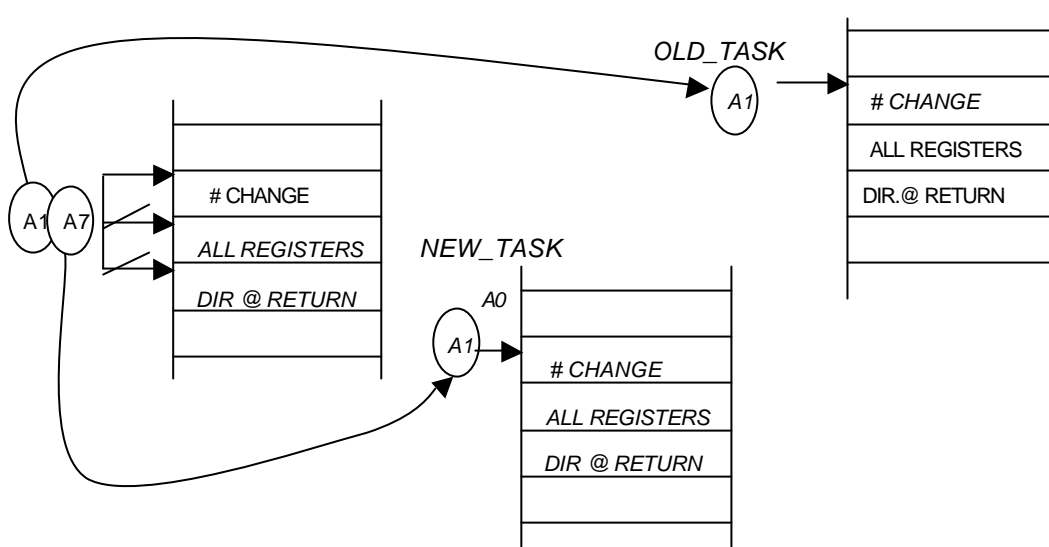 OLD_TASK
A1
# CHANGE
ALL REGISTERS
DIR.@ RETURN
A1 A7
# CHANGE
ALL REGISTERS
DIR @ RETURN
NEW_TASK
A0
A1
# CHANGE
ALL REGISTERS
DIR @ RETURN